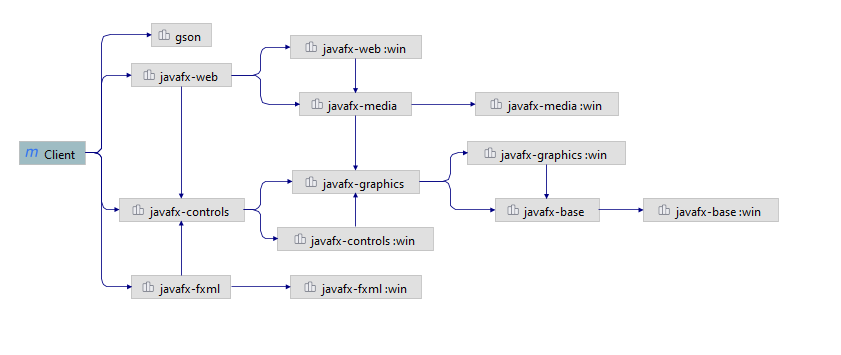 gson
javafx-web :win
javafx-web
javafx-media
javafx-media :win
m Client
javafx-graphics :win
javafx-graphics
javafx-controls
javafx-base
javafx-base :win
javafx-controls :win
javafx-fxml
javafx-fxml :win